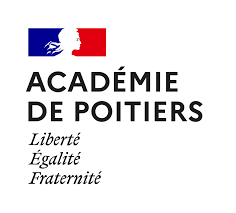 ACADÉMIE
DE POITIERS
Liberté
Égalité
Fraternité